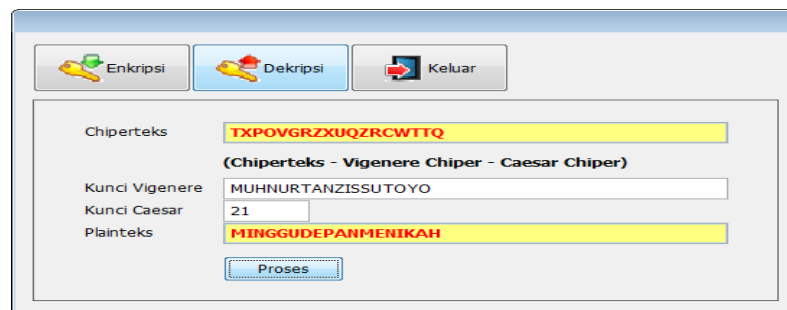 Enkripsi Dekripsi Keluar
Chiperteks TXPOVGRZXUQZRCWTTQ
(Chiperteks - Vigenere Chiper - Caesar Chiper)
Kunci Vigenere MUHNURTANZISSUTOYO
Kunci Caesar 21
Plainteks MINGGUDEPANMENIKAH
Proses